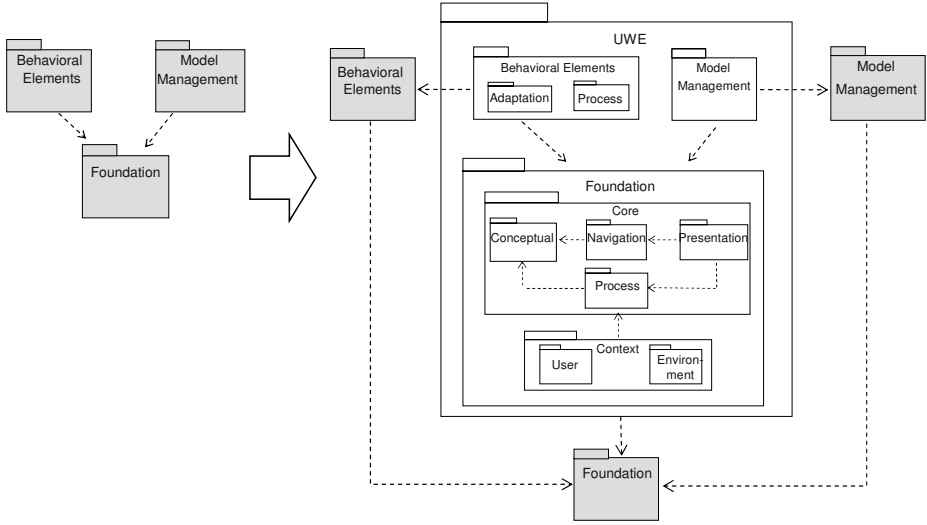 Behavioral
Elements
Model
Management
Foundation
Behavioral
Elements
UWE
Behavioral Elements
Adaptation
Process
Model
Management
Model
Management
Foundation
Core
Conceptual
Navigation
Presentation
Process
Context
User
Environ-
ment
Foundation